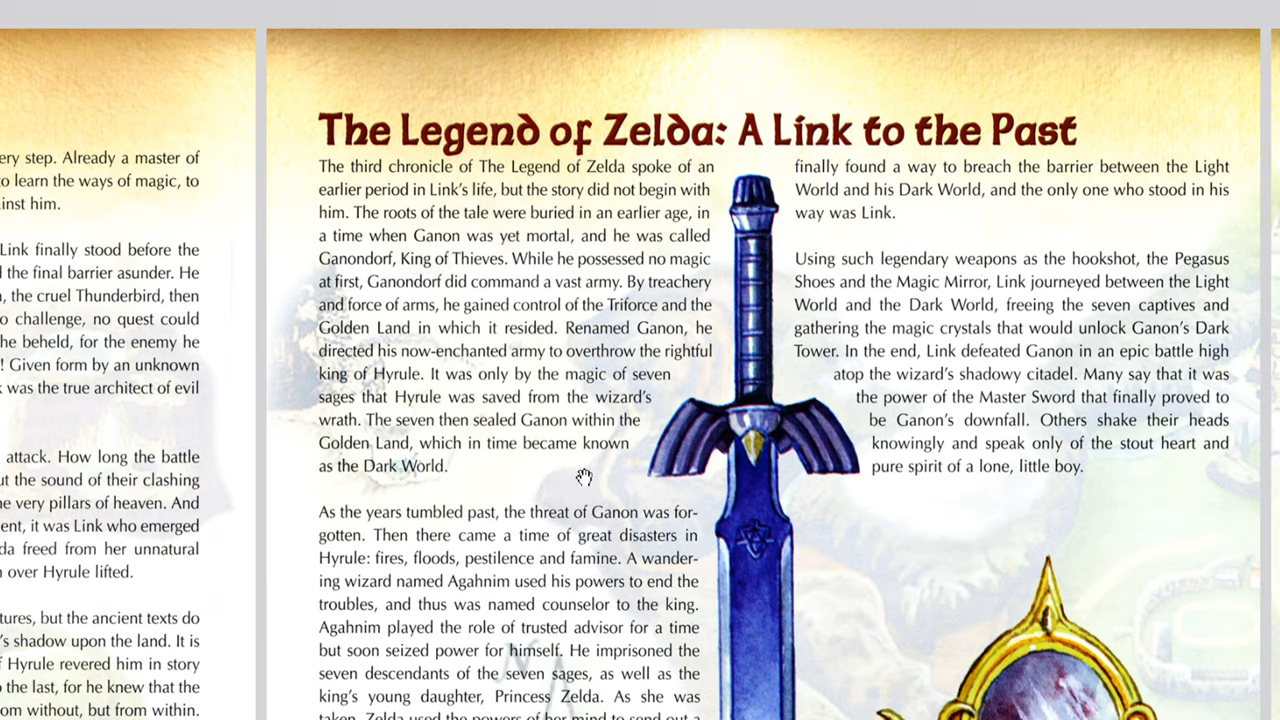 ery step. Already a master of
o learn the ways of magic, to
inst him.
Link finally stood before the
the final barrier asunder. He
, the cruel Thunderbird, then
o challenge, no quest could
he beheld, for the enemy he
! Given form by an unknown
was the true architect of evil
attack. How long the battle
ut the sound of their clashing
ne very pillars of heaven. And
ent, it was Link who emerged
da freed from her unnatural
over Hyrule lifted.
tures, but the ancient texts do
's shadow upon the land. It is
f Hyrule revered him in story
the last, for he knew that the
om without, but from within.
The Legend of Zelda: A Link to the Past
The third chronicle of The Legend of Zelda spoke of an
earlier period in Link's life, but the story did not begin with
him. The roots of the tale were buried in an earlier age, in
a time when Ganon was yet mortal, and he was called
Ganondorf, King of Thieves. While he possessed no magic
at first, Ganondorf did command a vast army. By treachery
and force of arms, he gained control of the Triforce and the
Golden Land in which it resided. Renamed Ganon, he
directed his now-enchanted army to overthrow the rightful
king of Hyrule. It was only by the magic of seven
sages that Hyrule was saved from the wizard's
wrath. The seven then sealed Ganon within the
Golden Land, which in time became known
as the Dark World.
As the years tumbled past, the threat of Ganon was for-
gotten. Then there came a time of great disasters in
Hyrule: fires, floods, pestilence and famine. A wander-
ing wizard named Agahnim used his powers to end the
troubles, and thus was named counselor to the king.
Agahnim played the role of trusted advisor for a time
but soon seized power for himself. He imprisoned the
seven descendants of the seven sages, as well as the
king's young daughter, Princess Zelda. As she was
taken, Zelda used the powers of her mind to send out a
finally found a way to breach the barrier between the Light
World and his Dark World, and the only one who stood in his
way was Link.
Using such legendary weapons as the hookshot, the Pegasus
Shoes and the Magic Mirror, Link journeyed between the Light
World and the Dark World, freeing the seven captives and
gathering the magic crystals that would unlock Ganon's Dark
Tower. In the end, Link defeated Ganon in an epic battle high
atop the wizard's shadowy citadel. Many say that it was
the power of the Master Sword that finally proved to
be Ganon's downfall. Others shake their heads
knowingly and speak only of the stout heart and
pure spirit of a lone, little boy.